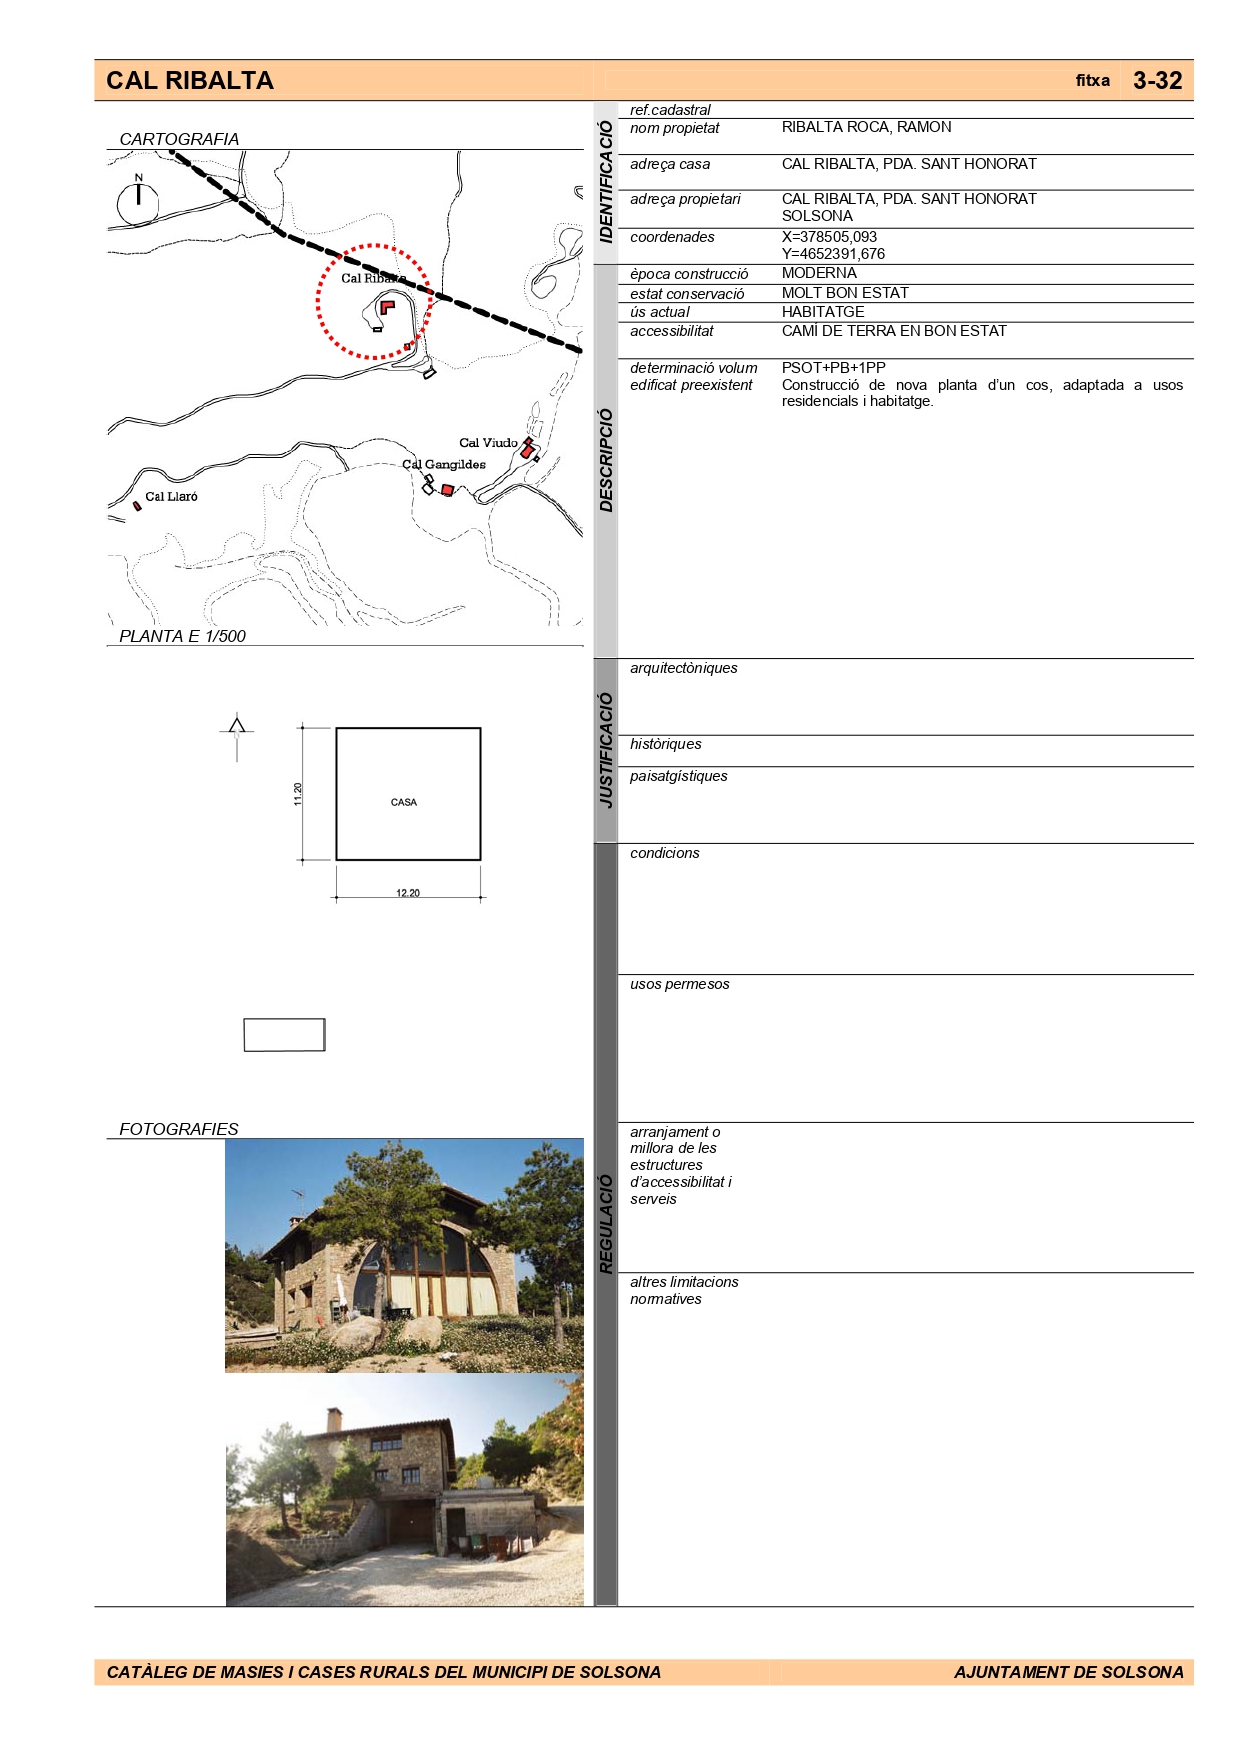 CAL RIBALTA
fitxa 3-32
CARTOGRAFIA
N
Cal Ribalta
Cal Viudo
Cal Gangildes
Cal Llaró
PLANTA E 1/500
11.20
CASA
12.20
FOTOGRAFIES
IDENTIFICACIÓ
ref.cadastral
nom propietat RIBALTA ROCA, RAMON
adreça casa CAL RIBALTA, PDA. SANT HONORAT
adreça propietari CAL RIBALTA, PDA. SANT HONORAT
SOLSONA
coordenades X=378505,093
Y=4652391,676
DESCRIPCIÓ
època construcció MODERNA
estat conservació MOLT BON ESTAT
ús actual HABITATGE
accessibilitat CAMÍ DE TERRA EN BON ESTAT
determinació volum PSOT+PB+1PP
edificat preexistent Construcció de nova planta d'un cos, adaptada a usos
residencials i habitatge.
JUSTIFICACIÓ
arquitectòniques
històriques
paisatgístiques
REGULACIÓ
condicions
usos permesos
arranjament o
millora de les
estructures
d'accessibilitat i
serveis
altres limitacions
normatives
CATÀLEG DE MASIES I CASES RURALS DEL MUNICIPI DE SOLSONA
AJUNTAMENT DE SOLSONA